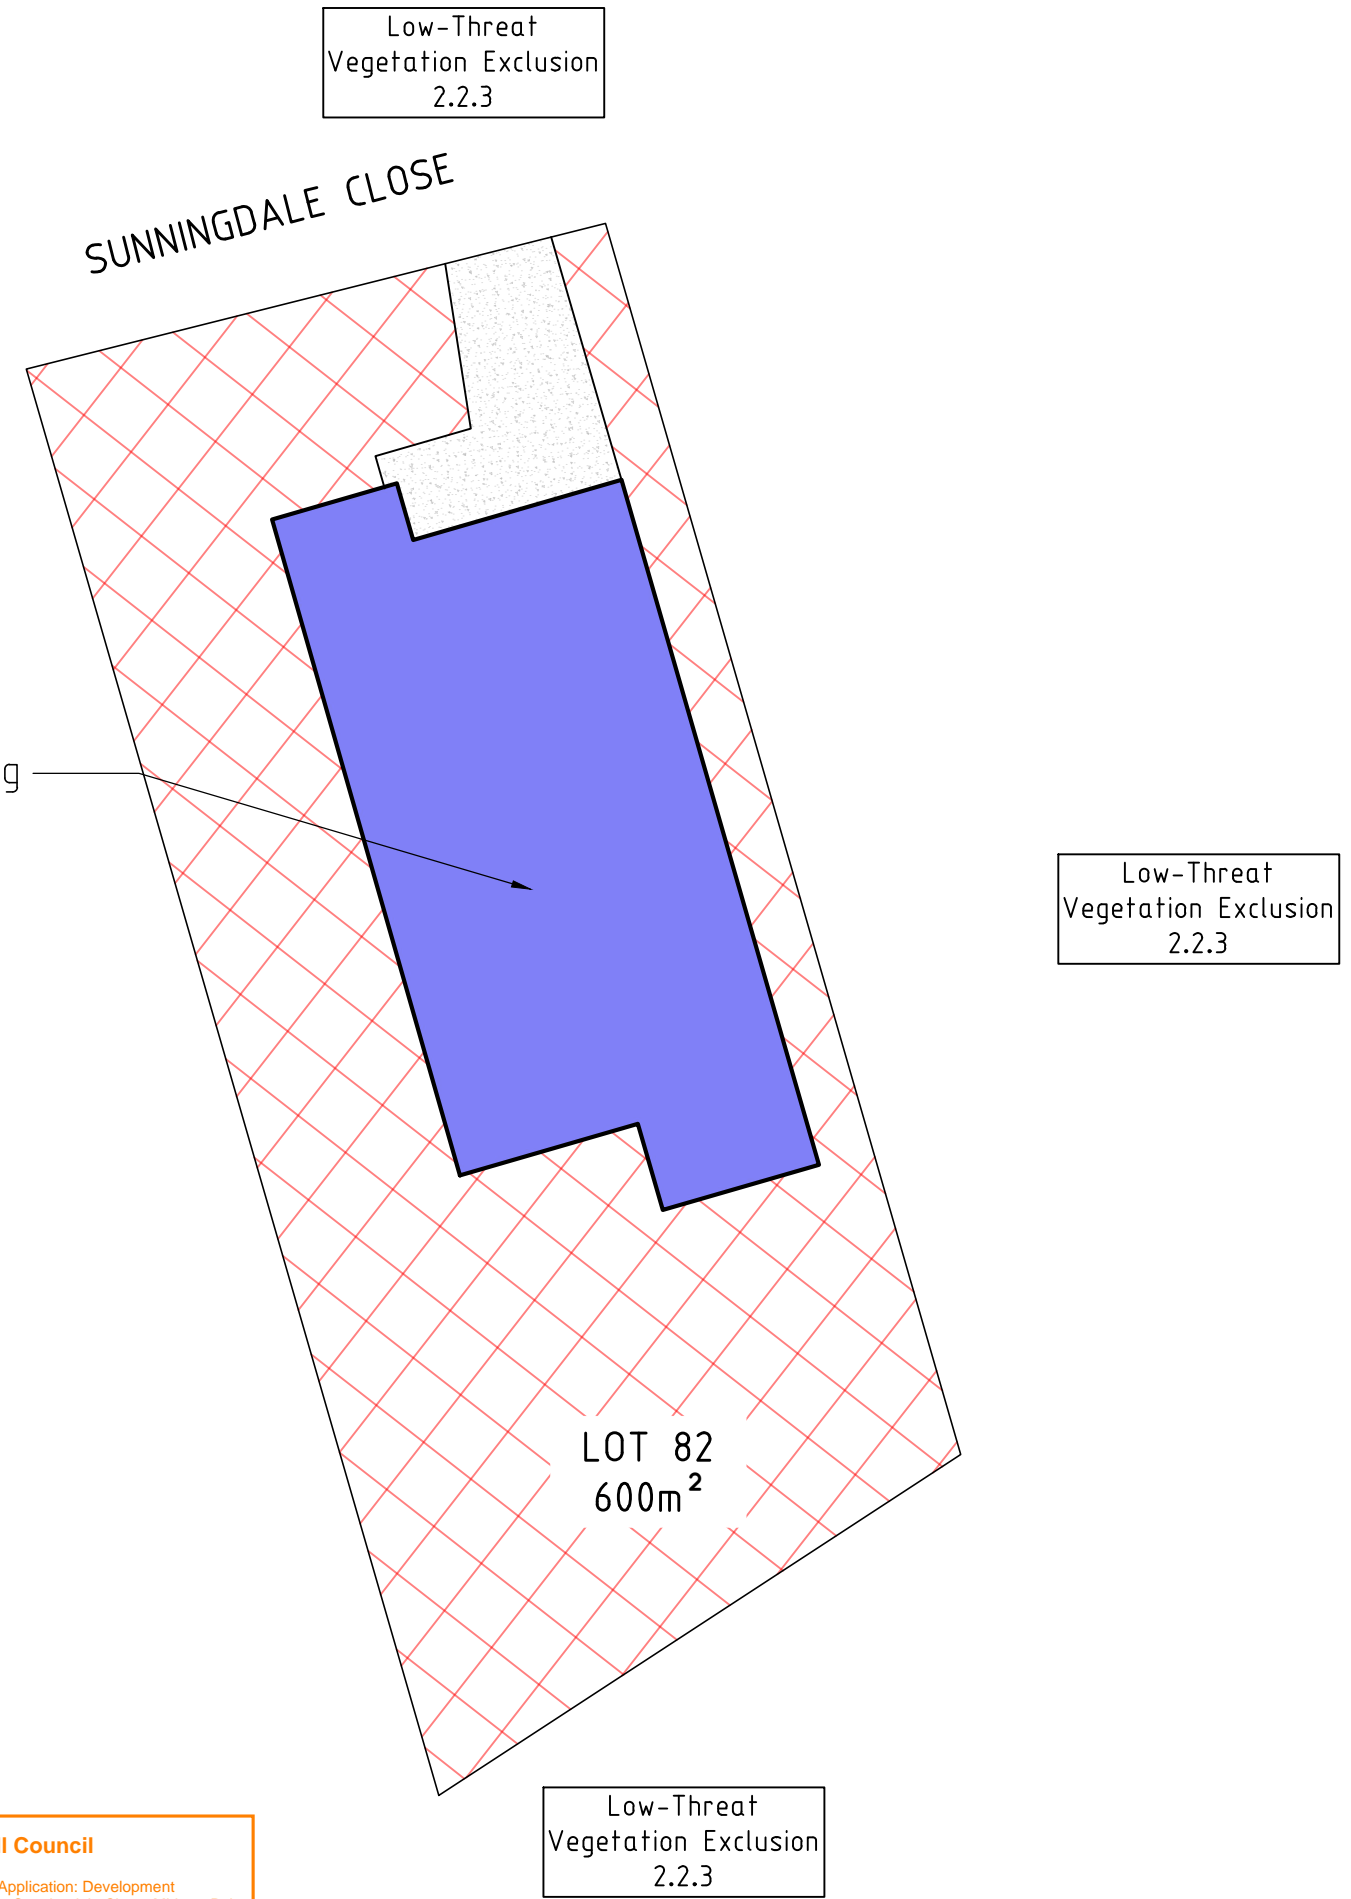 Low-Threat
Vegetation Exclusion
2.2.3
SUNNINGDALE CLOSE
g
Low-Threat
Vegetation Exclusion
2.2.3
LOT 82
600m²
Low-Threat
Vegetation Exclusion
2.2.3
l Council
Application: Development